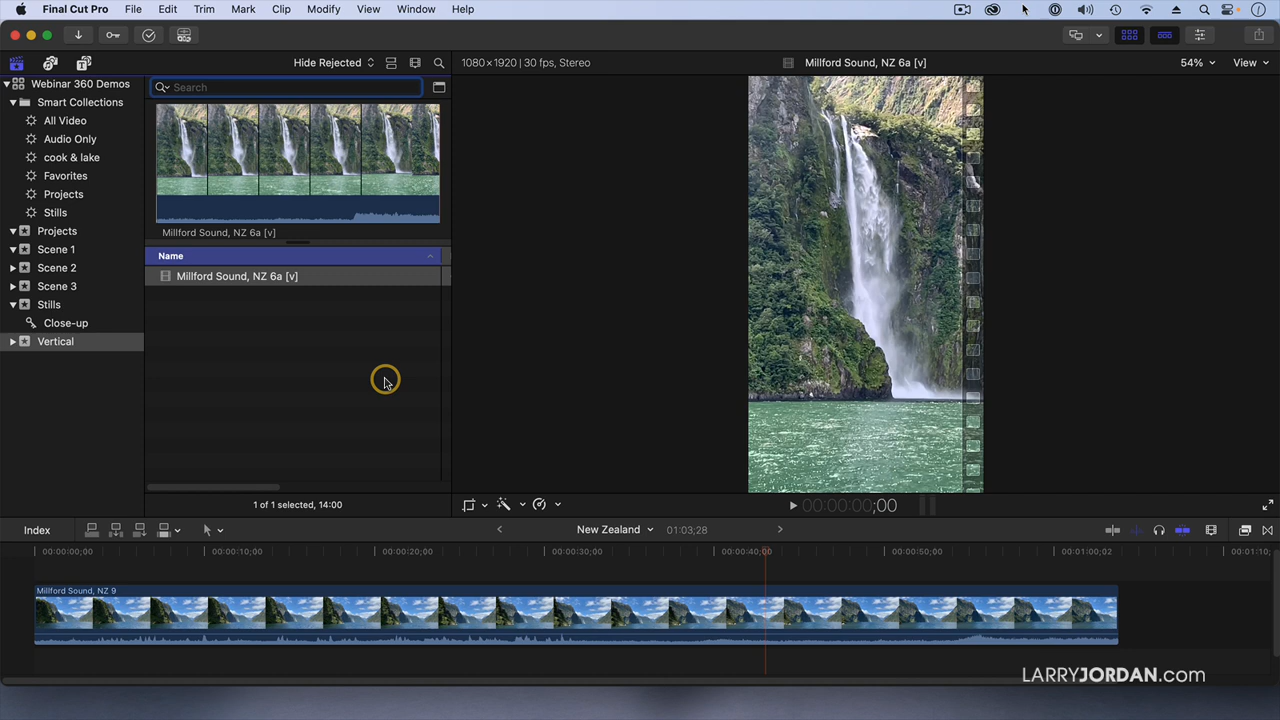 Final Cut Pro File Edit Trim Mark Clip Modify View Window Help
Hide Rejected 1080×1920 | 30 fps, Stereo Millford Sound, NZ 6a [v] 54% View
Webinar 360 Demos
Smart Collections
All Video
Audio Only
cook & lake
Favorites
Projects
Stills
Projects
Scene 1
Scene 2
Scene 3
Stills
Close-up
Vertical
Search
Millford Sound, NZ 6a [v]
Name
Millford Sound, NZ 6a [v]
1 of 1 selected, 14:00
00:00:00;00
Index New Zealand 01:03;28
00:00:00;00 00:00:10;00 00:00:20;00 00:00:30;00 00:00:40;00 00:00:50;00 00:01:00;02 00:01:10;
Millford Sound, NZ 9
LARRYJORDAN.com